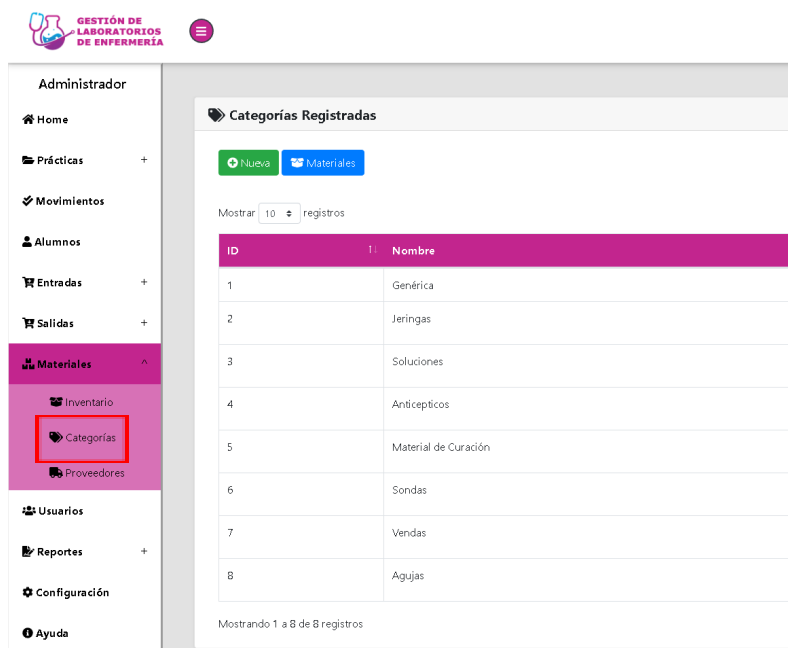 GESTIÓN DE
LABORATORIOS
DE ENFERMERÍA
Administrador
Home
Prácticas +
Movimientos
Alumnos
Entradas +
Salidas +
Materiales ^
Inventario
Categorías
Proveedores
Usuarios
Reportes +
Configuración
Ayuda
Categorías Registradas
Nueva Materiales
Mostrar 10 registros
ID Nombre
1 Genérica
2 Jeringas
3 Soluciones
4 Anticepticos
5 Material de Curación
6 Sondas
7 Vendas
8 Agujas
Mostrando 1 a 8 de 8 registros